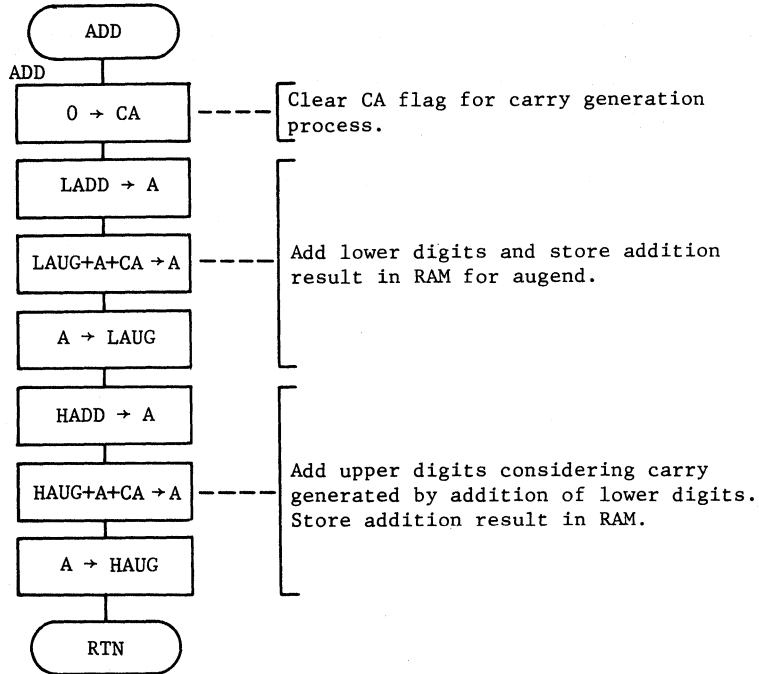 ADD
ADD
0 → CA
Clear CA flag for carry generation
process.
LADD → A
LAUG+A+CA → A
Add lower digits and store addition
result in RAM for augend.
A → LAUG
HADD → A
HAUG+A+CA → A
Add upper digits considering carry
generated by addition of lower digits.
Store addition result in RAM.
A → HAUG
RTN